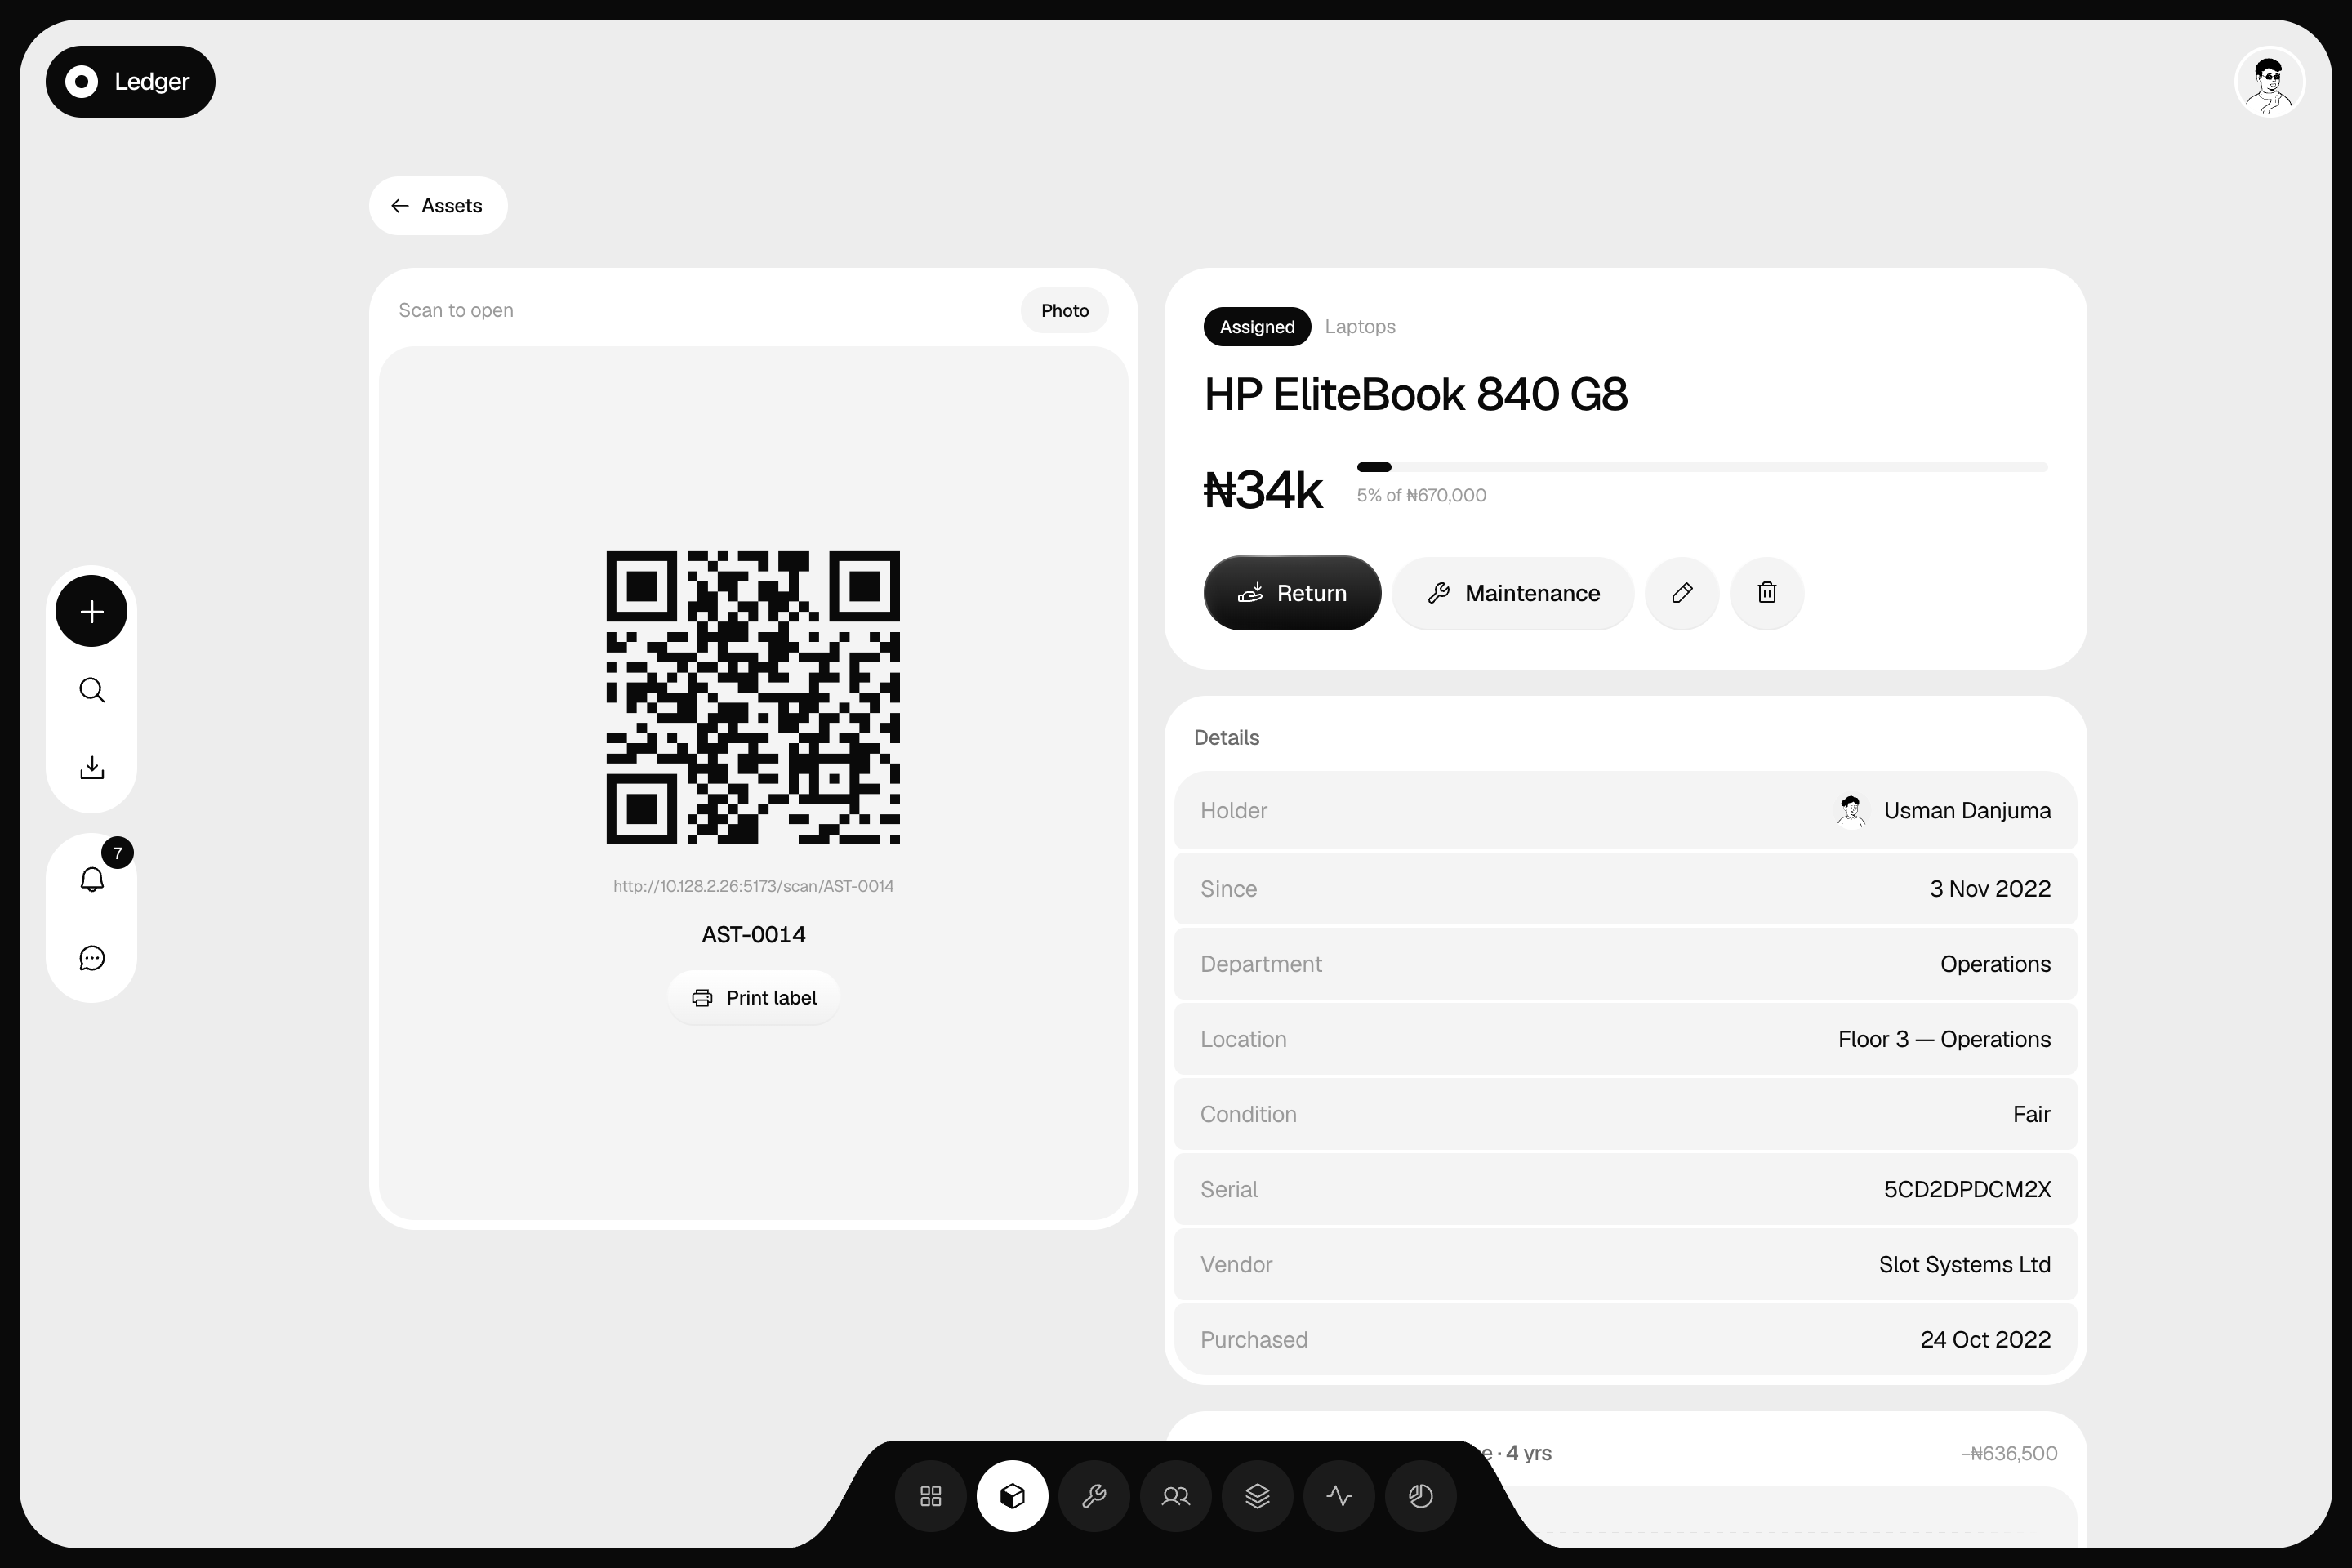 Ledger
Assets
Scan to open
Photo
http://10.128.2.26:5173/scan/AST-0014
AST-0014
Print label
Assigned
Laptops
HP EliteBook 840 G8
₦34k
5% of ₦670,000
Return
Maintenance
Details
Holder
Usman Danjuma
Since
3 Nov 2022
Department
Operations
Location
Floor 3 — Operations
Condition
Fair
Serial
5CD2DPDCM2X
Vendor
Slot Systems Ltd
Purchased
24 Oct 2022
7
· 4 yrs
−₦636,500